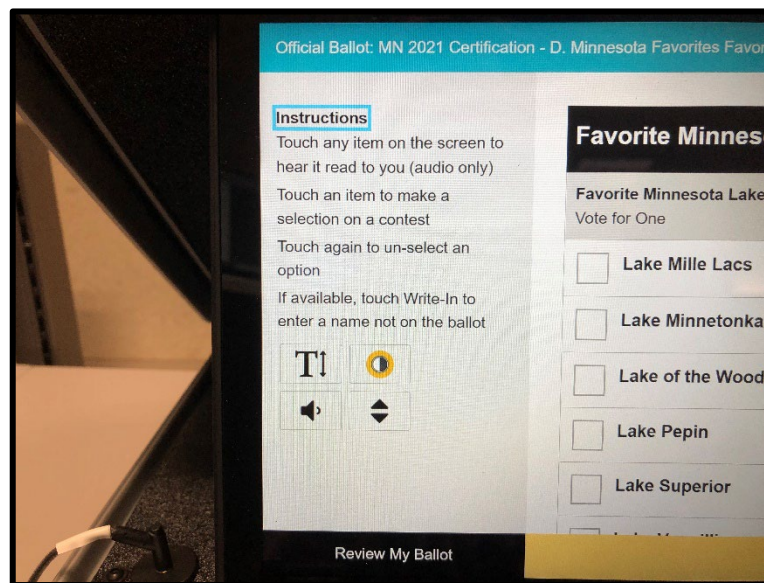 Official Ballot: MN 2021 Certification - D. Minnesota Favorites
Instructions
Touch any item on the screen to
hear it read to you (audio only)
Touch an item to make a
selection on a contest
Touch again to un-select an
option
If available, touch Write-In to
enter a name not on the ballot
T
Review My Ballot
Favorite
Favorite Minnesota Lake
Vote for One
Lake Mille Lacs
Lake Minnetonka
Lake of the
Lake Pepin
Lake Superior